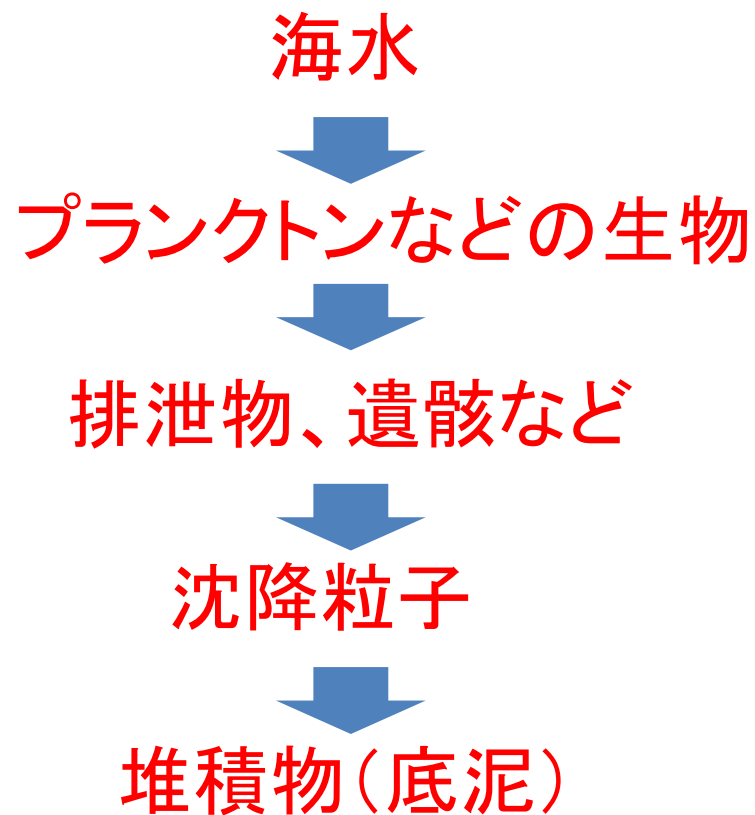 海水
プランクトンなどの生物
排泄物、遺骸など
沈降粒子
堆積物（底泥）